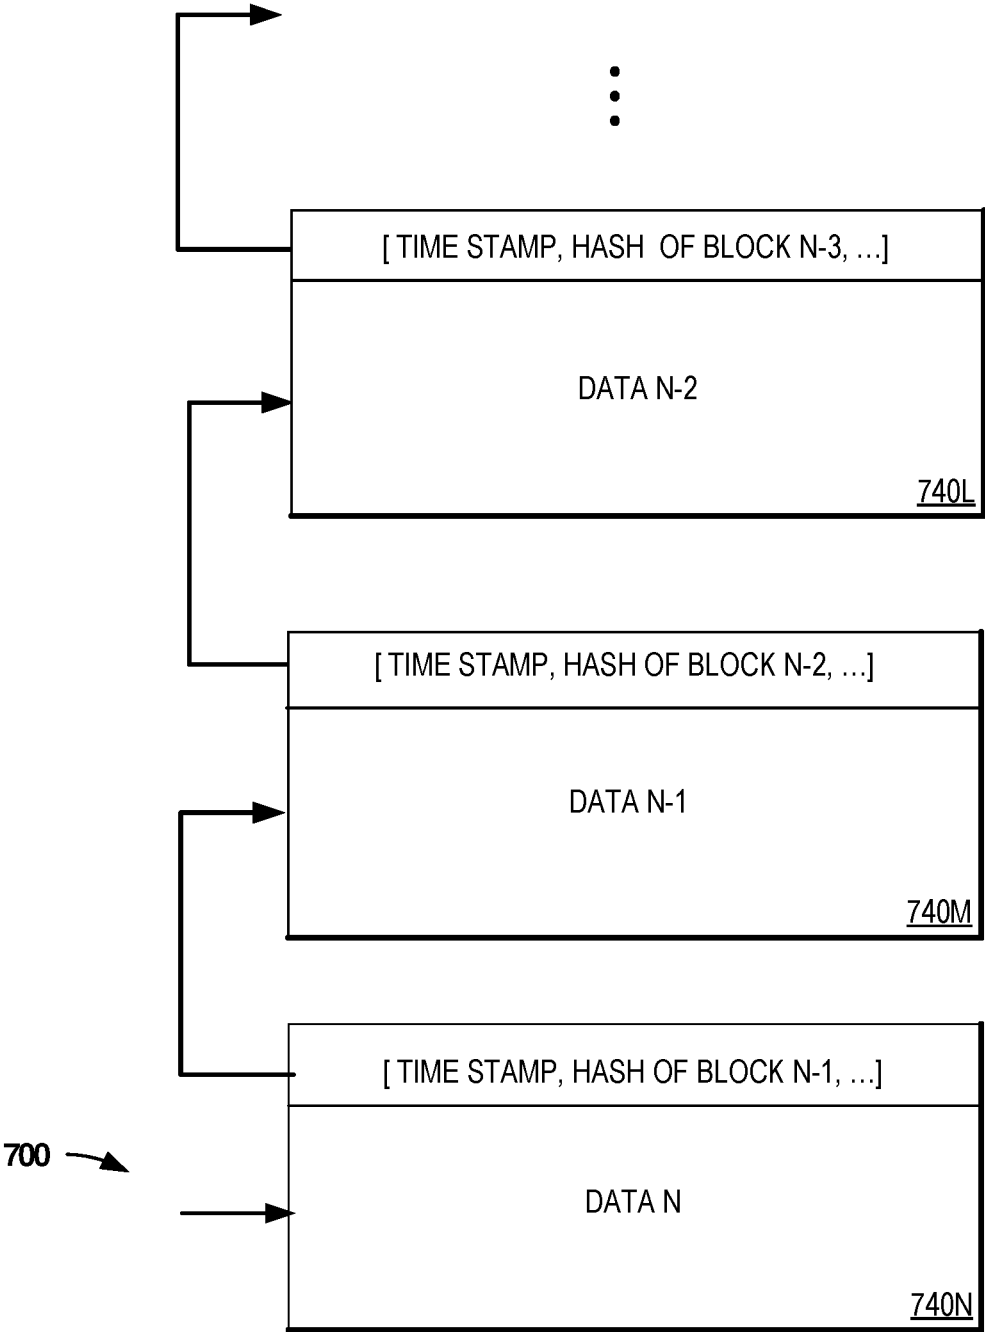 [ TIME STAMP, HASH OF BLOCK N-3, ...]
DATA N-2
740L
[ TIME STAMP, HASH OF BLOCK N-2, ...]
DATA N-1
740M
[ TIME STAMP, HASH OF BLOCK N-1, ...]
700
DATA N
740N